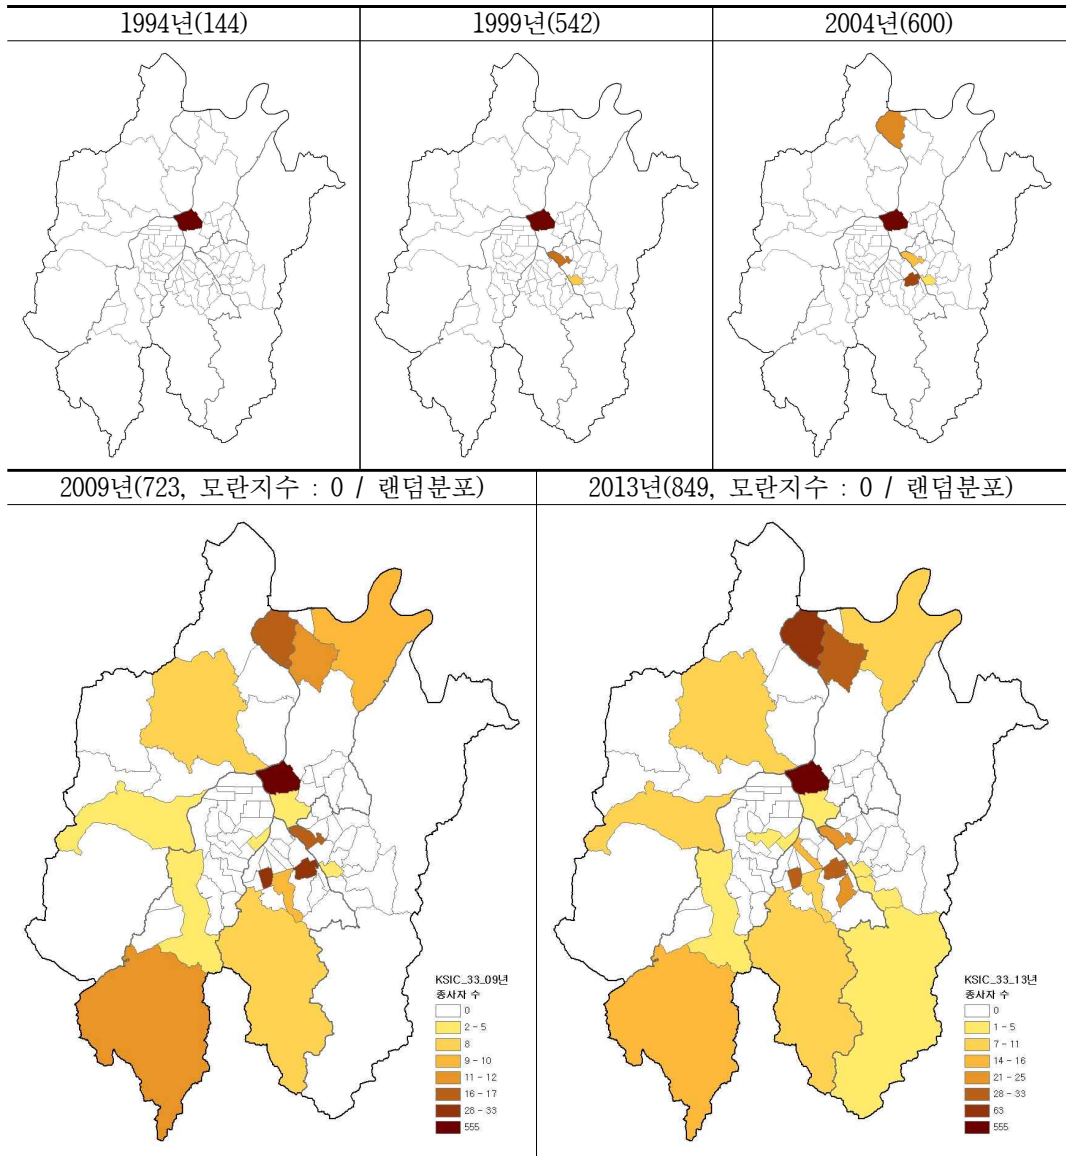 1994년(144)
1999년(542)
2004년(600)
2009년(723, 모란지수 : 0 / 랜덤분포)
2013년(849, 모란지수 : 0 / 랜덤분포)
KSIC_33_09년
종사자 수
0
2 - 5
8
9 - 10
11 - 12
16 - 17
28 - 33
555
KSIC_33_13년
종사자 수
0
1 - 5
7 - 11
14 - 16
21 - 25
28 - 33
63
555